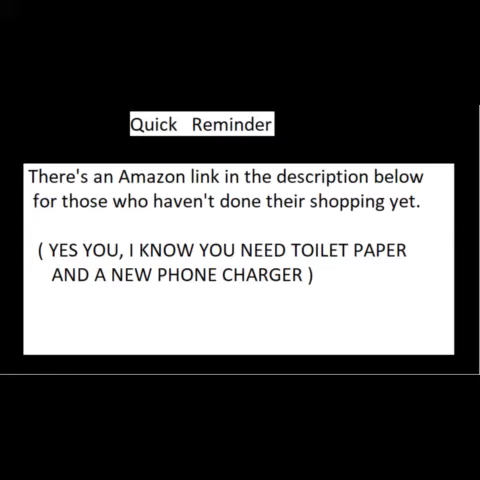 Quick Reminder
There's an Amazon link in the description below
for those who haven't done their shopping yet.
( YES YOU, I KNOW YOU NEED TOILET PAPER
AND A NEW PHONE CHARGER )